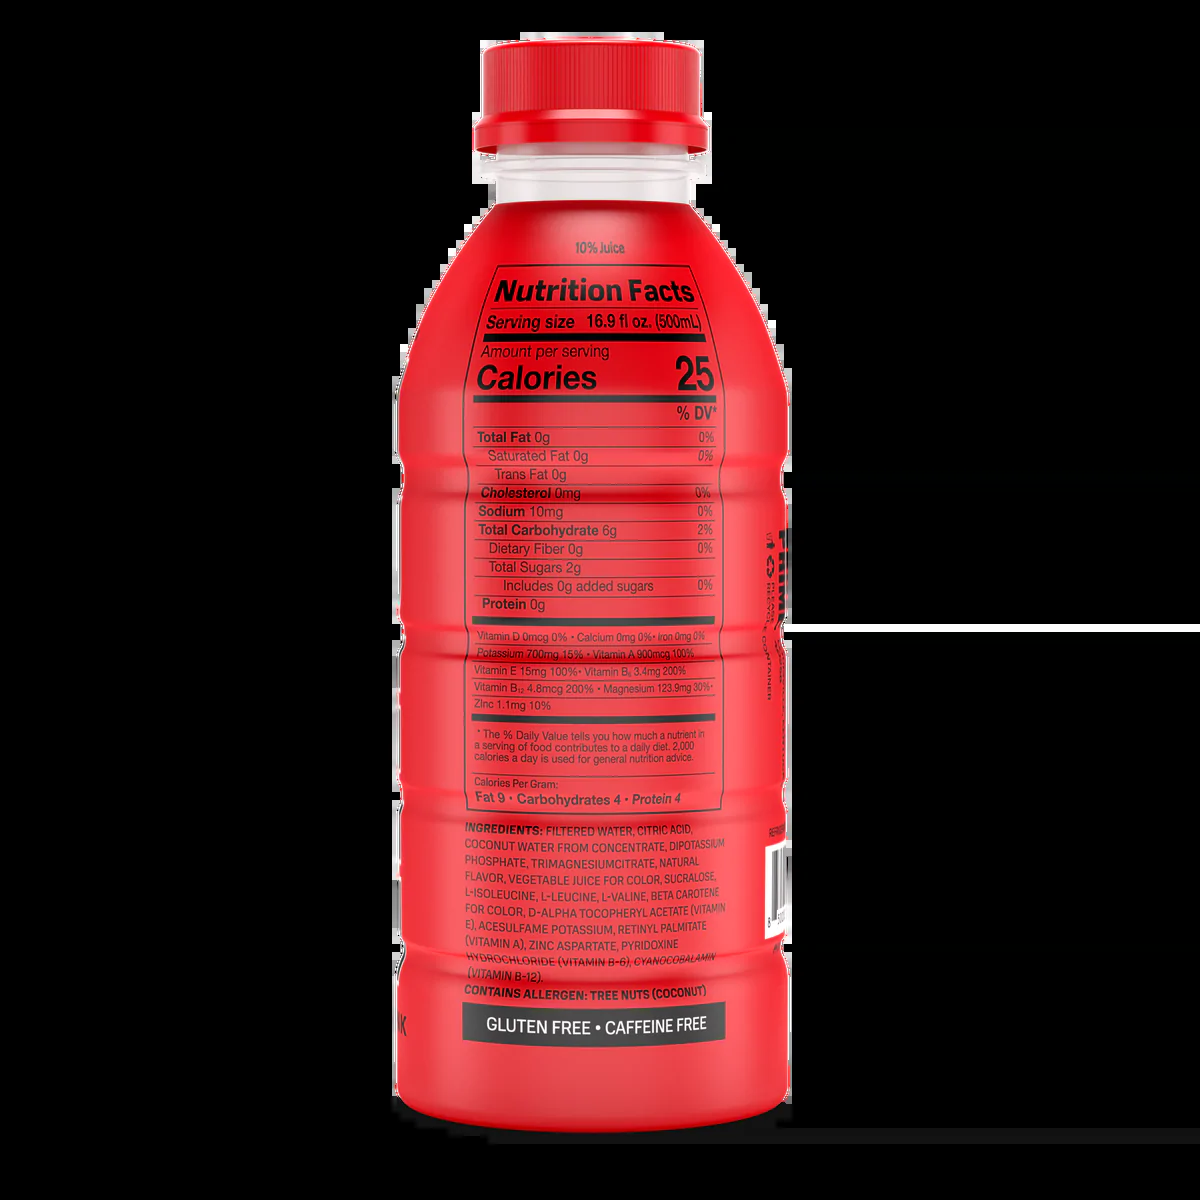 10% Juice
Nutrition Facts
Serving size 16.9 fl oz. (500mL)
Amount per serving
Calories 25
% DV*
Total Fat 0g 0%
Saturated Fat 0g 0%
Trans Fat 0g
Cholesterol 0mg 0%
Sodium 10mg 0%
Total Carbohydrate 6g 2%
Dietary Fiber 0g 0%
Total Sugars 2g
Includes 0g added sugars 0%
Protein 0g
Vitamin D 0mcg 0% • Calcium 0mg 0% • Iron 0mg 0%
Potassium 700mg 15% • Vitamin A 900mcg 100%
Vitamin E 15mg 100% • Vitamin B₆ 3.4mg 200%
Vitamin B₁₂ 4.8mcg 200% • Magnesium 123.9mg 30% •
Zinc 1.1mg 10%
* The % Daily Value tells you how much a nutrient in
a serving of food contributes to a daily diet. 2,000
calories a day is used for general nutrition advice.
Calories Per Gram:
Fat 9 • Carbohydrates 4 • Protein 4
INGREDIENTS: FILTERED WATER, CITRIC ACID,
COCONUT WATER FROM CONCENTRATE, DIPOTASSIUM
PHOSPHATE, TRIMAGNESIUMCITRATE, NATURAL
FLAVOR, VEGETABLE JUICE FOR COLOR, SUCRALOSE,
L-ISOLEUCINE, L-LEUCINE, L-VALINE, BETA CAROTENE
FOR COLOR, D-ALPHA TOCOPHERYL ACETATE (VITAMIN
E), ACESULFAME POTASSIUM, RETINYL PALMITATE
(VITAMIN A), ZINC ASPARTATE, PYRIDOXINE
HYDROCHLORIDE (VITAMIN B-6), CYANOCOBALAMIN
(VITAMIN B-12).
CONTAINS ALLERGEN: TREE NUTS (COCONUT)
GLUTEN FREE • CAFFEINE FREE
PLEASE
RECYCLE CONTAINER